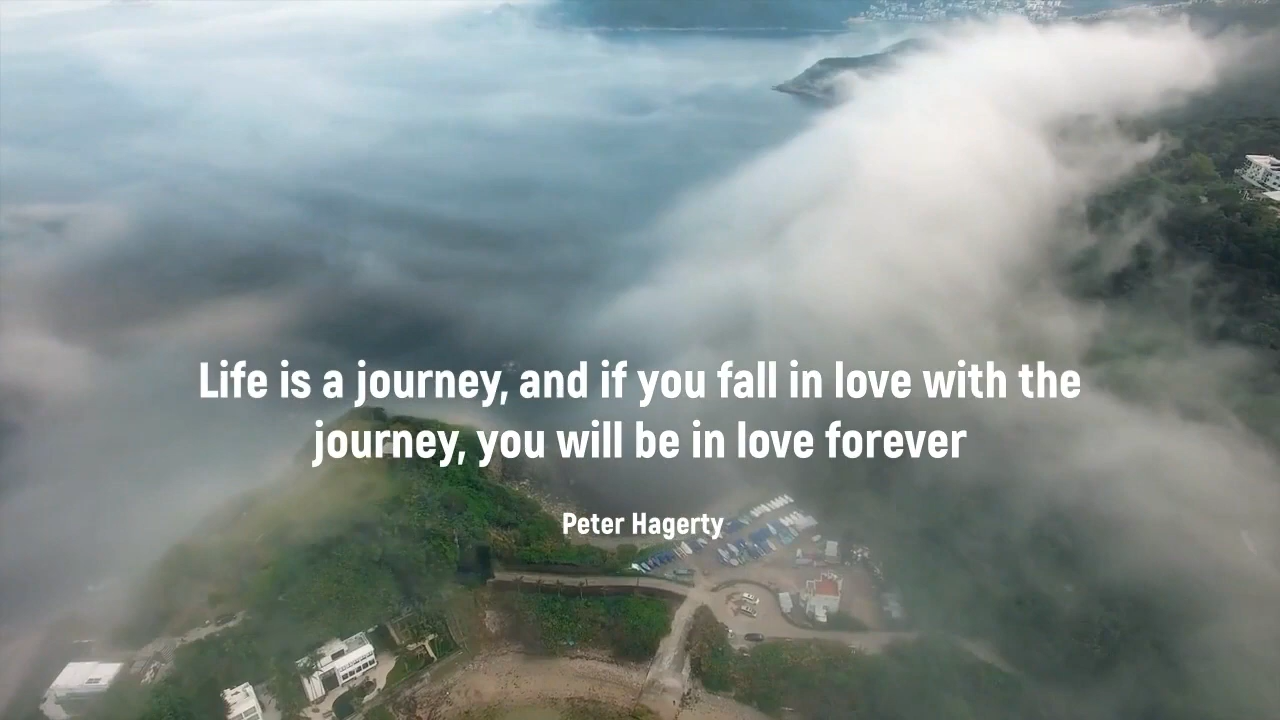 Life is a journey, and if you fall in love with the
journey, you will be in love forever
Peter Hagerty